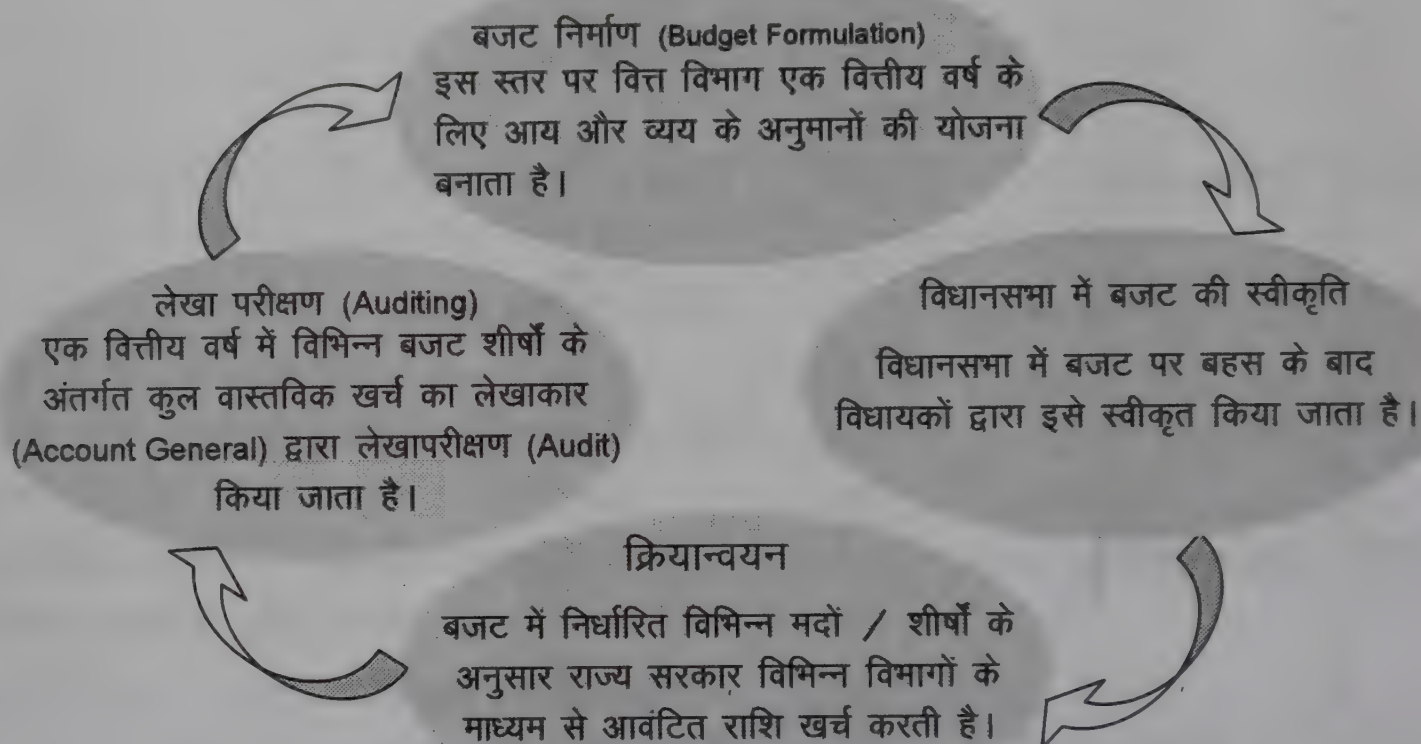 बजट निर्माण (Budget Formulation)
इस स्तर पर वित्त विभाग एक वित्तीय वर्ष के
लिए आय और व्यय के अनुमानों की योजना
बनाता है।
विधानसभा में बजट की स्वीकृति
विधानसभा में बजट पर बहस के बाद
विधायकों द्वारा इसे स्वीकृत किया जाता है।
क्रियान्वयन
बजट में निर्धारित विभिन्न मदों / शीर्षों के
अनुसार राज्य सरकार विभिन्न विभागों के
माध्यम से आवंटित राशि खर्च करती है।
लेखा परीक्षण (Auditing)
एक वित्तीय वर्ष में विभिन्न बजट शीर्षों के
अंतर्गत कुल वास्तविक खर्च का लेखाकार
(Account General) द्वारा लेखापरीक्षण (Audit)
किया जाता है।